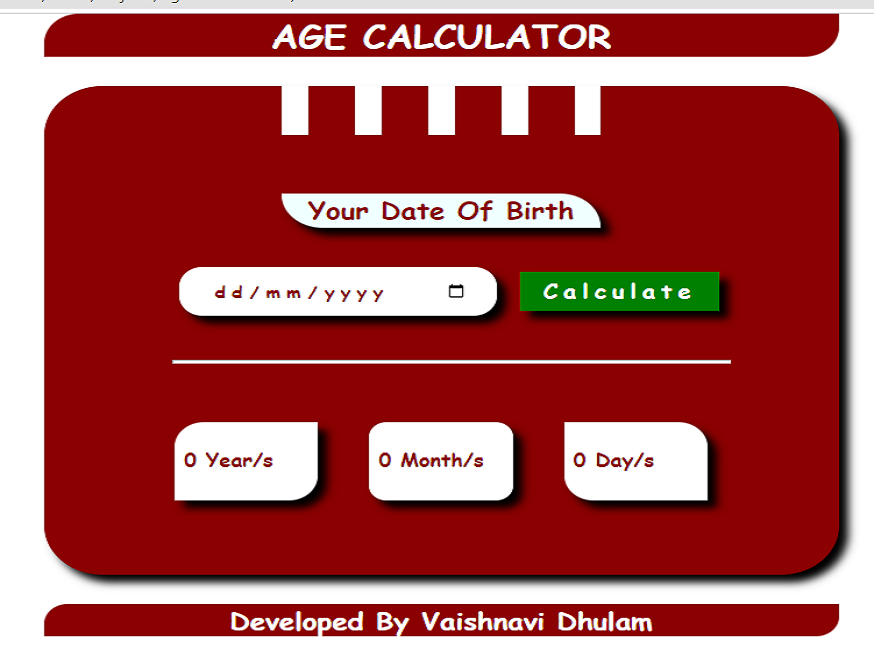 AGE CALCULATOR
Your Date Of Birth
dd/mm/yyyy
Calculate
0 Year/s
0 Month/s
0 Day/s
Developed By Vaishnavi Dhulam